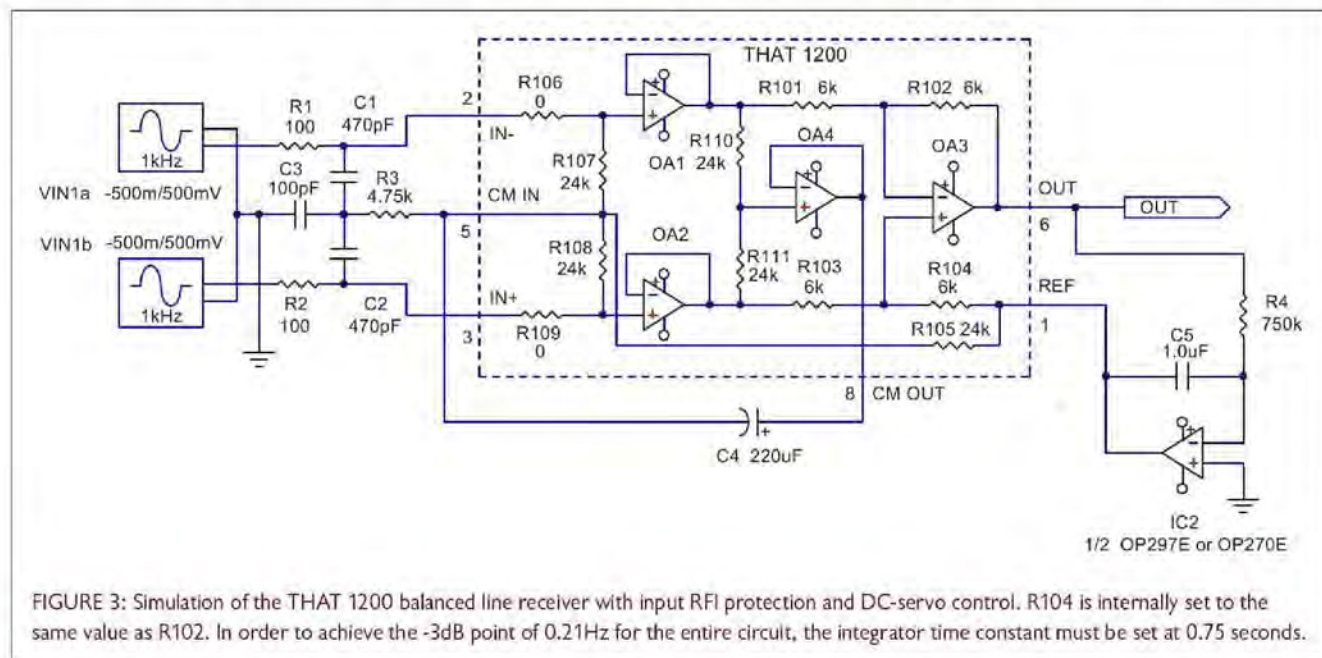 THAT 1200
R106
0
R101 6k
R102 6k
R1
100
C1
470pF
2
IN-
1kHz
C3
100pF
R107
24k
R110
24k
OA1
OA4
OA3
VIN1a -500m/500mV
R3
4.75k
CM IN
5
OUT
6
OUT
VIN1b -500m/500mV
R108
24k
OA2
R111
24k
R103
6k
R104
6k
REF
1
R4
750k
1kHz
R2
100
C2
470pF
IN+
3
R109
0
R105 24k
C5
1.0uF
8 CM OUT
+
C4 220uF
IC2
1/2 OP297E or OP270E
FIGURE 3: Simulation of the THAT 1200 balanced line receiver with input RFI protection and DC-servo control. R104 is internally set to the
same value as R102. In order to achieve the -3dB point of 0.21Hz for the entire circuit, the integrator time constant must be set at 0.75 seconds.